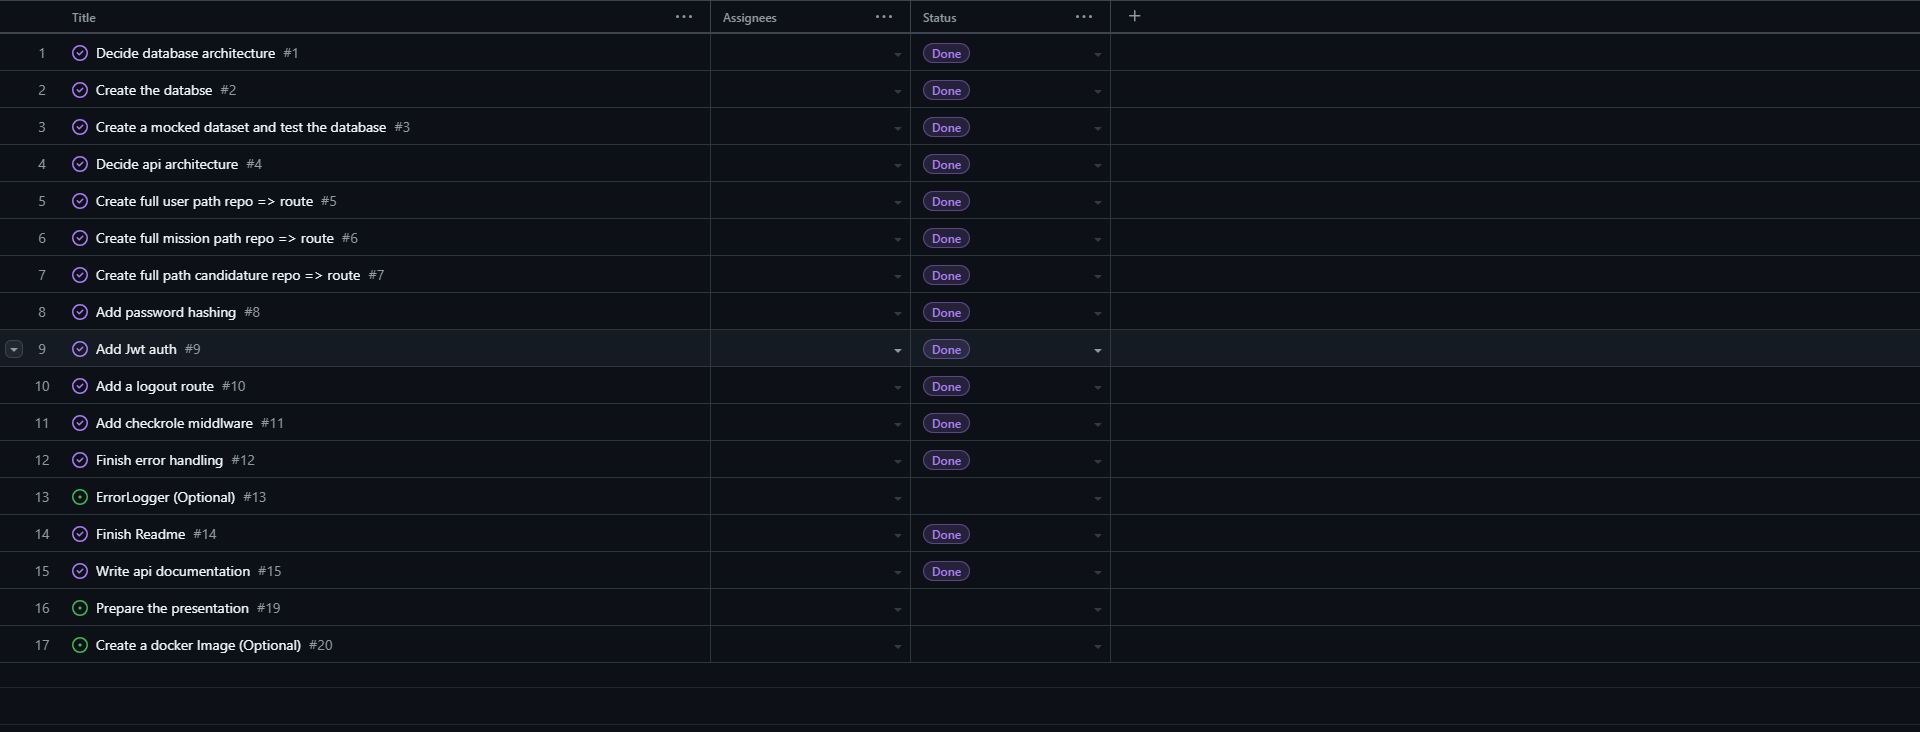 Title ... Assignees ... Status ... +
1 Decide database architecture #1 Done
2 Create the databse #2 Done
3 Create a mocked dataset and test the database #3 Done
4 Decide api architecture #4 Done
5 Create full user path repo => route #5 Done
6 Create full mission path repo => route #6 Done
7 Create full path candidature repo => route #7 Done
8 Add password hashing #8 Done
9 Add Jwt auth #9 Done
10 Add a logout route #10 Done
11 Add checkrole middlware #11 Done
12 Finish error handling #12 Done
13 ErrorLogger (Optional) #13
14 Finish Readme #14 Done
15 Write api documentation #15 Done
16 Prepare the presentation #19
17 Create a docker Image (Optional) #20